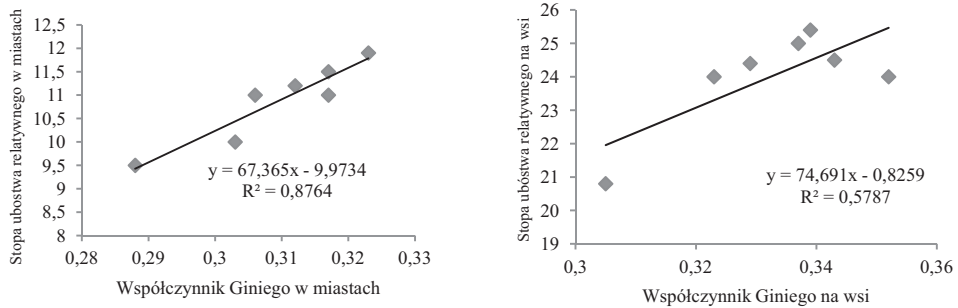 Stopa ubostwa relatywnego w miastach
12,5
12
11,5
11
10,5
10
9,5
9
8,5
8
0,28 0,29 0,30 0,31 0,32 0,33
y = 67,365x - 9,9734
R² = 0,8764
Współczynnik Giniego w miastach
Stopa ubóstwa relatywnego na wsi
26
25
24
23
22
21
20
19
0,3 0,32 0,34 0,36
y = 74,691x - 0,8259
R² = 0,5787
Współczynnik Giniego na wsi